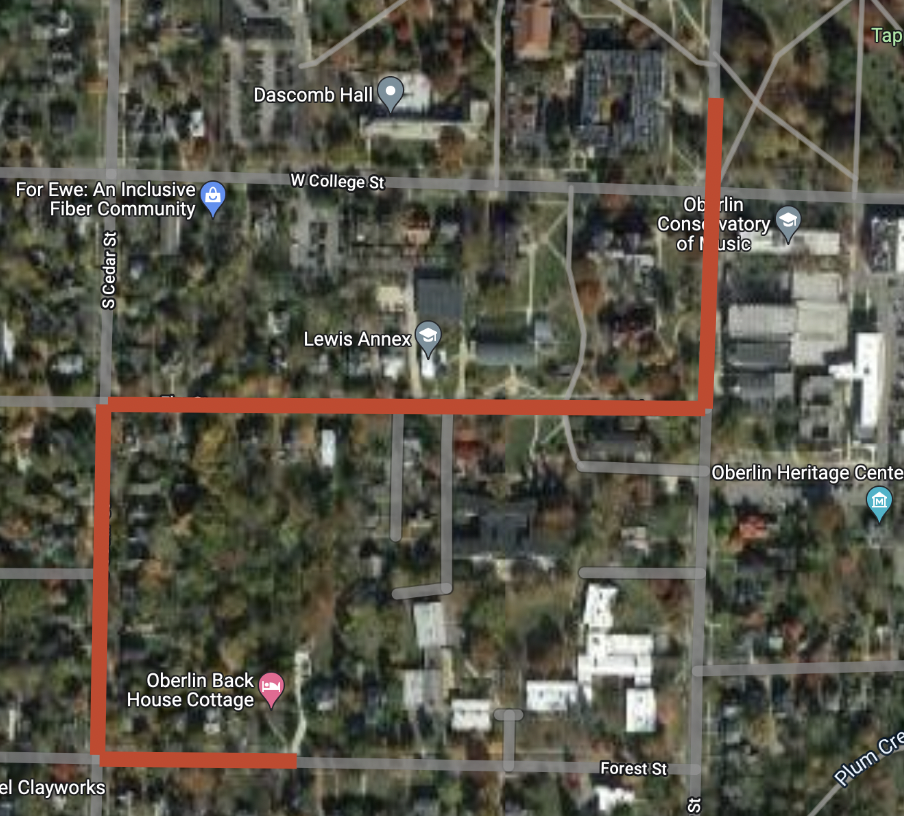 Tap
Dascomb Hall
W College St
For Ewe: An Inclusive
Fiber Community
Oberlin
Conservatory
of Music
S Cedar St
Lewis Annex
Oberlin Heritage Cente
Oberlin Back
House Cottage
Forest St
Plum Cre
el Clayworks
St